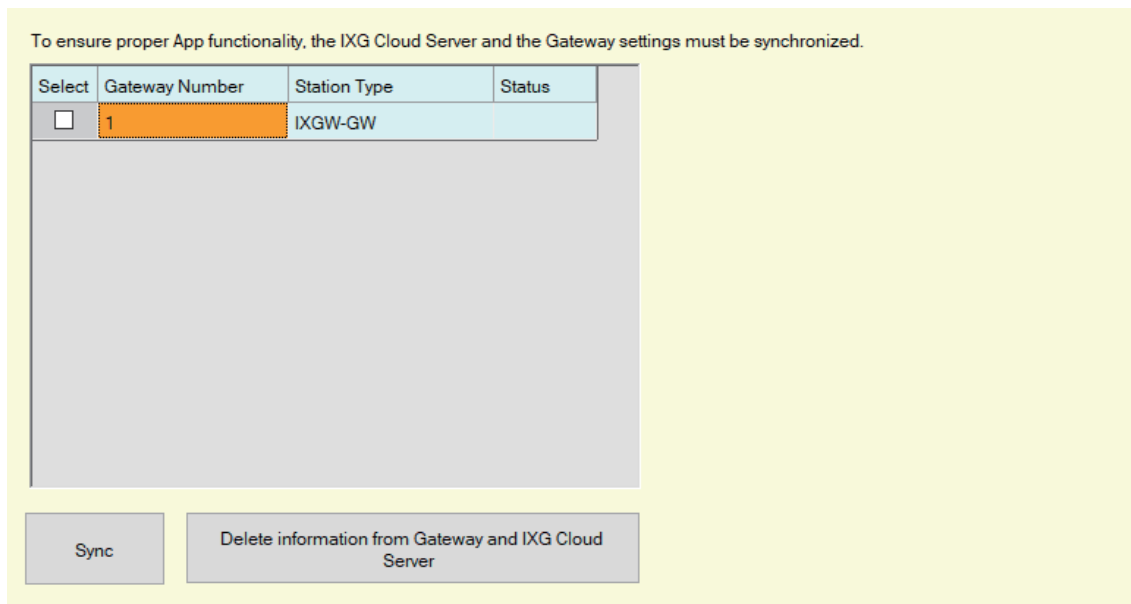 To ensure proper App functionality, the IXG Cloud Server and the Gateway settings must be synchronized.
Select Gateway Number Station Type Status
1 IXGW-GW
Sync
Delete information from Gateway and IXG Cloud
Server